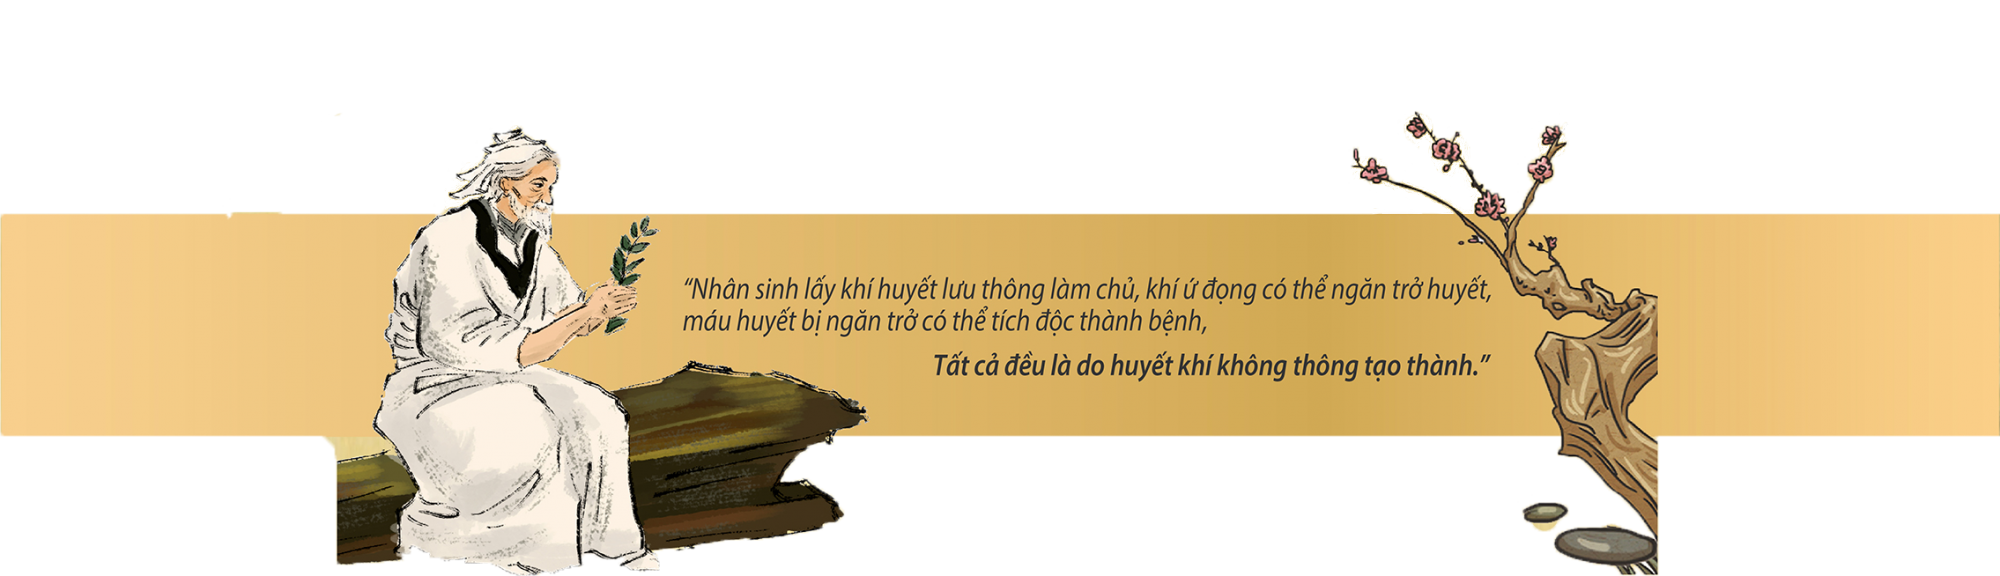 “Nhân sinh lấy khí huyết lưu thông làm chủ, khí ứ đọng có thể ngăn trở huyết,
máu huyết bị ngăn trở có thể tích độc thành bệnh,
Tất cả đều là do huyết khí không thông tạo thành.”